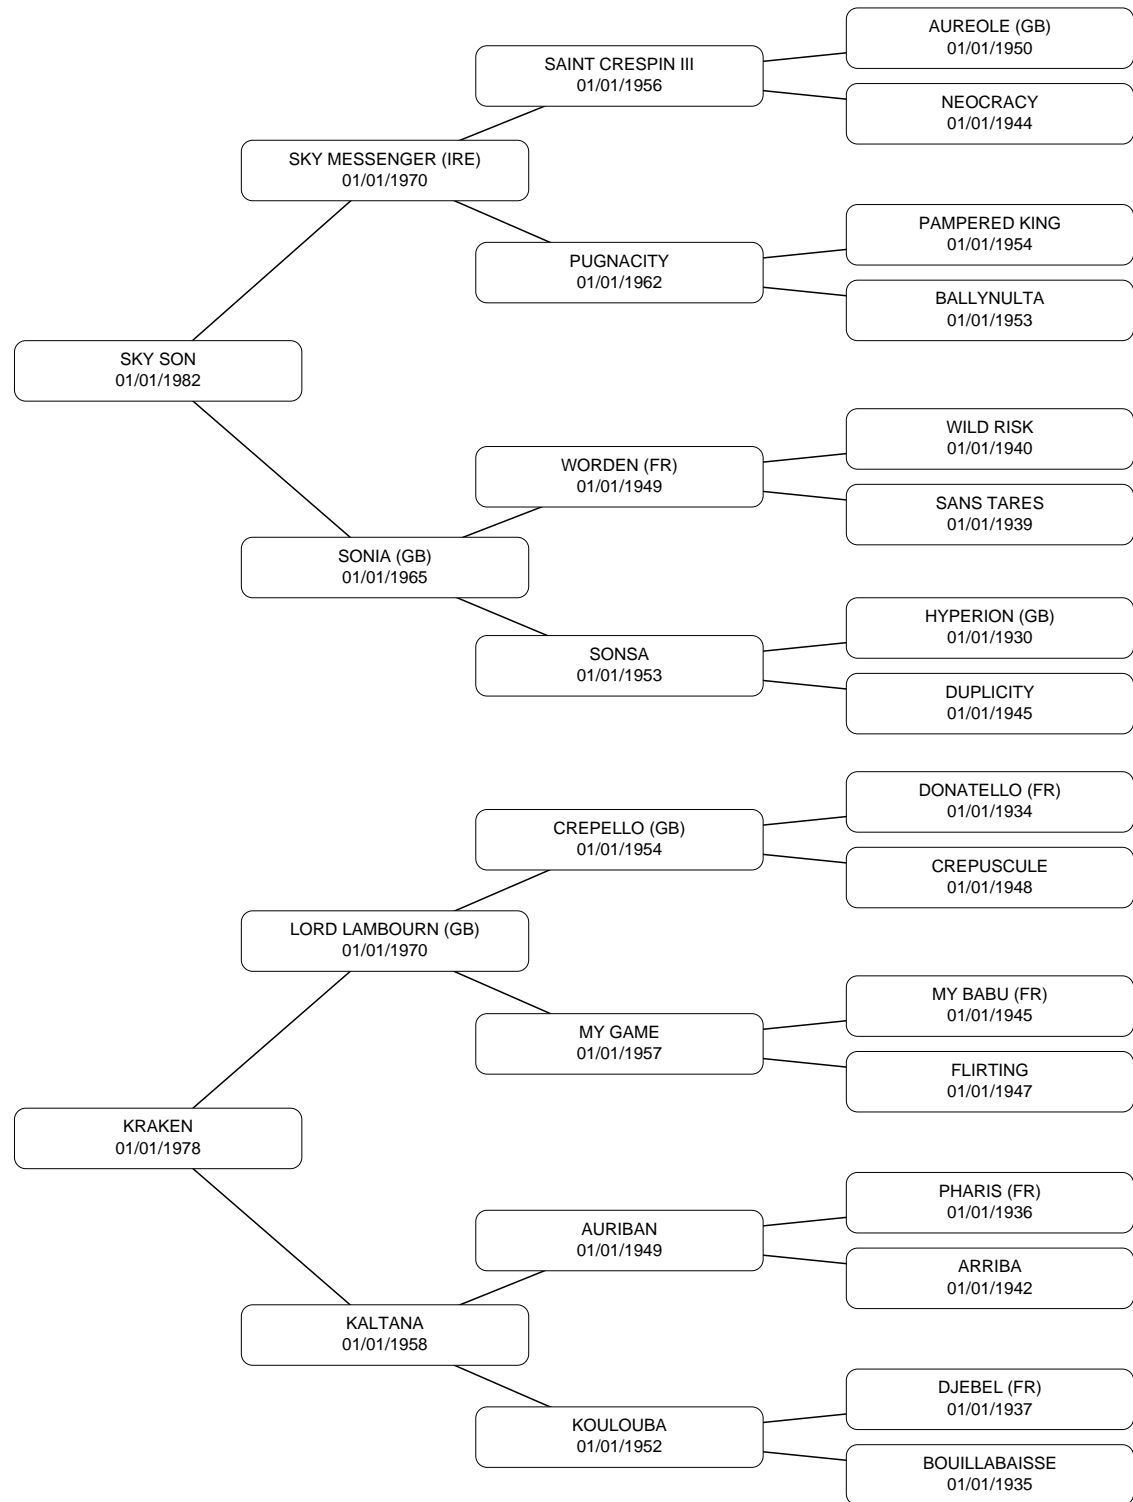 AUREOLE (GB)
01/01/1950
SAINT CRESPIN III
01/01/1956
NEOCRACY
01/01/1944
SKY MESSENGER (IRE)
01/01/1970
PAMPERED KING
01/01/1954
PUGNACITY
01/01/1962
BALLYNULTA
01/01/1953
SKY SON
01/01/1982
WILD RISK
01/01/1940
WORDEN (FR)
01/01/1949
SANS TARES
01/01/1939
SONIA (GB)
01/01/1965
HYPERION (GB)
01/01/1930
SONSA
01/01/1953
DUPLICITY
01/01/1945
DONATELLO (FR)
01/01/1934
CREPELLO (GB)
01/01/1954
CREPUSCULE
01/01/1948
LORD LAMBOURN (GB)
01/01/1970
MY BABU (FR)
01/01/1945
MY GAME
01/01/1957
FLIRTING
01/01/1947
KRAKEN
01/01/1978
PHARIS (FR)
01/01/1936
AURIBAN
01/01/1949
ARRIBA
01/01/1942
KALTANA
01/01/1958
DJEBEL (FR)
01/01/1937
KOULOUBA
01/01/1952
BOUILLABAISSE
01/01/1935